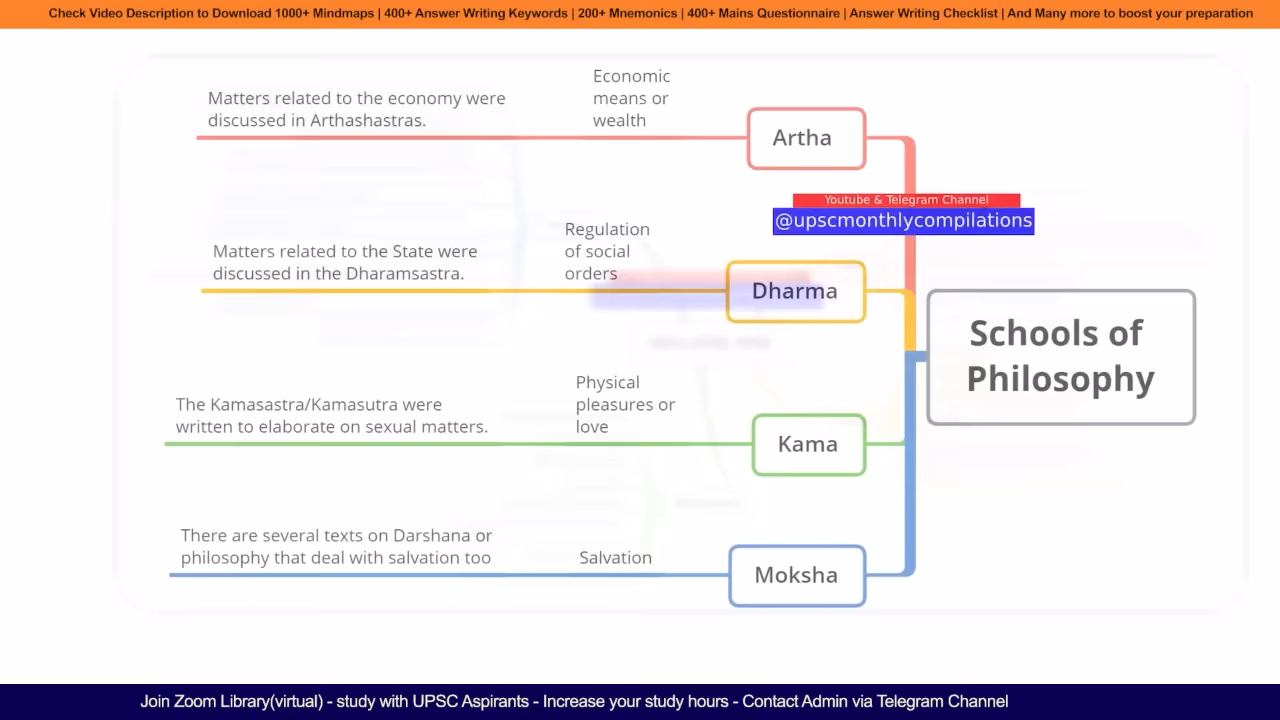 Check Video Description to Download 1000+ Mindmaps | 400+ Answer Writing Keywords | 200+ Mnemonics | 400+ Mains Questionnaire | Answer Writing Checklist | And Many more to boost your preparation
Matters related to the economy were
discussed in Arthashastras.
Economic
means or
wealth
Artha
Youtube & Telegram Channel
@upscmonthlycompilations
Matters related to the State were
discussed in the Dharamsastra.
Regulation
of social
orders
Dharma
Schools of
Philosophy
The Kamasastra/Kamasutra were
written to elaborate on sexual matters.
Physical
pleasures or
love
Kama
There are several texts on Darshana or
philosophy that deal with salvation too
Salvation
Moksha
Join Zoom Library(virtual) - study with UPSC Aspirants - Increase your study hours - Contact Admin via Telegram Channel